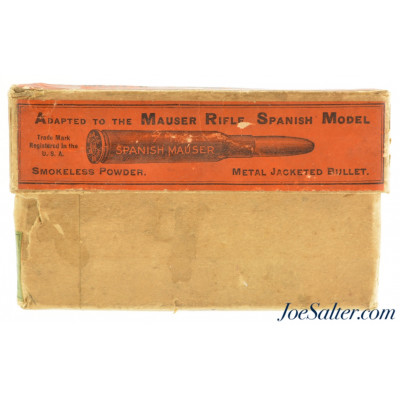 Adapted to the Mauser Rifle Spanish Model
Trade Mark
Registered in the
U. S. A.
SPANISH MAUSER
Smokeless Powder.
Metal Jacketed Bullet.
JoeSalter.com